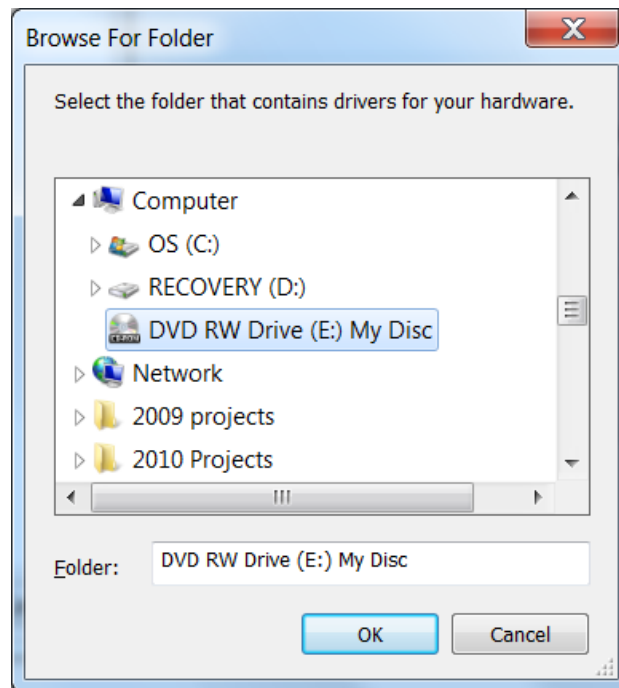 Browse For Folder
Select the folder that contains drivers for your hardware.
Computer
OS (C:)
RECOVERY (D:)
DVD RW Drive (E:) My Disc
Network
2009 projects
2010 Projects
Folder: DVD RW Drive (E:) My Disc
OK Cancel